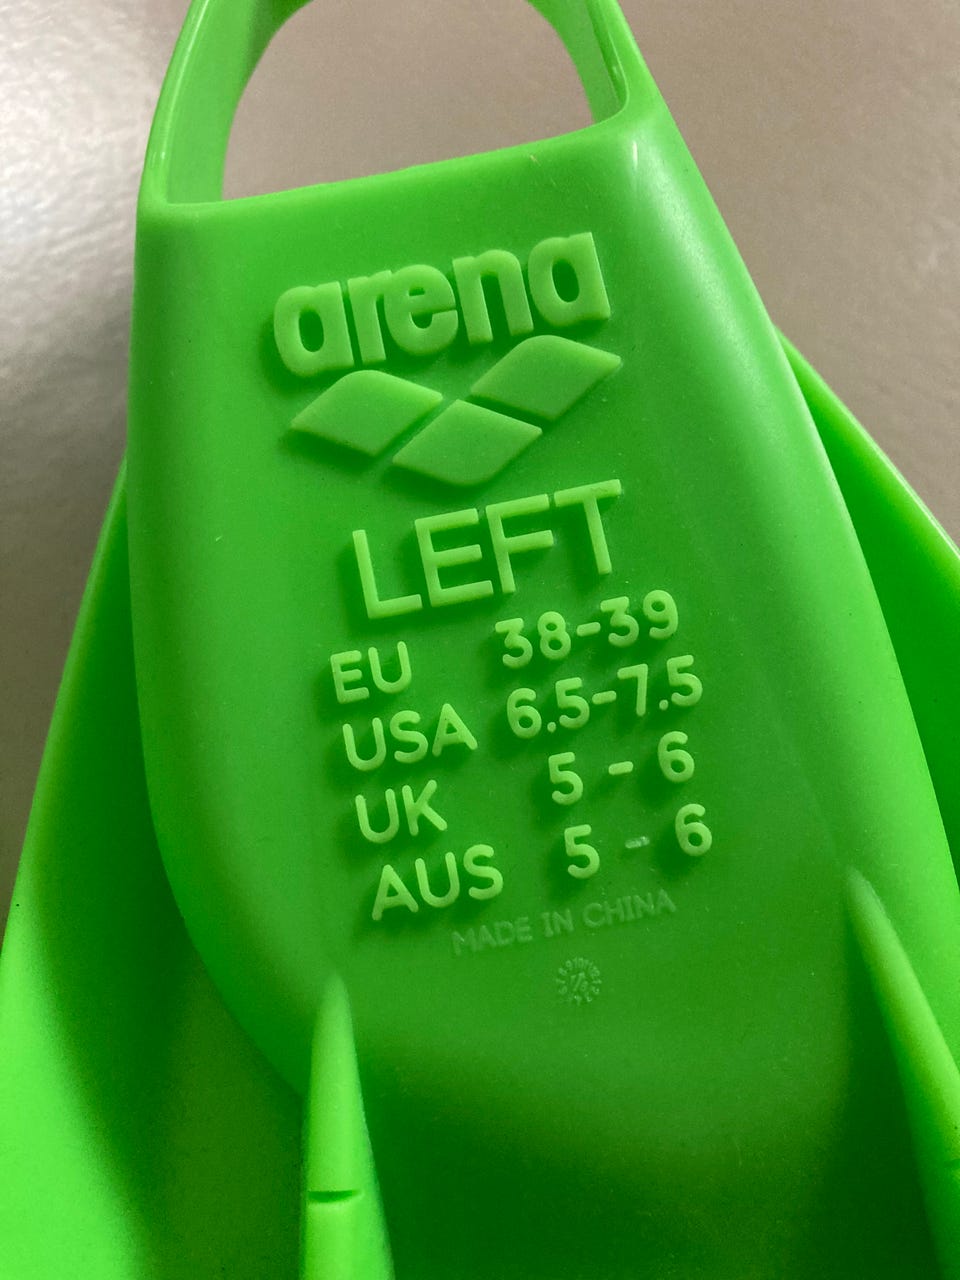 arena
LEFT
EU 38-39
USA 6.5-7.5
UK 5 - 6
AUS 5 - 6
MADE IN CHINA